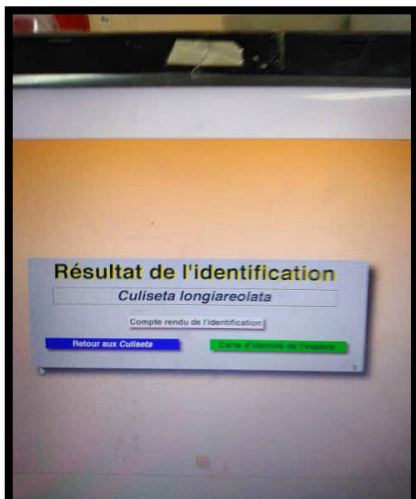 Résultat de l'identification
Culiseta longiareolata
Compte rendu de l'identification
Retour aux Culiseta
Carte d'identité de l'espèce